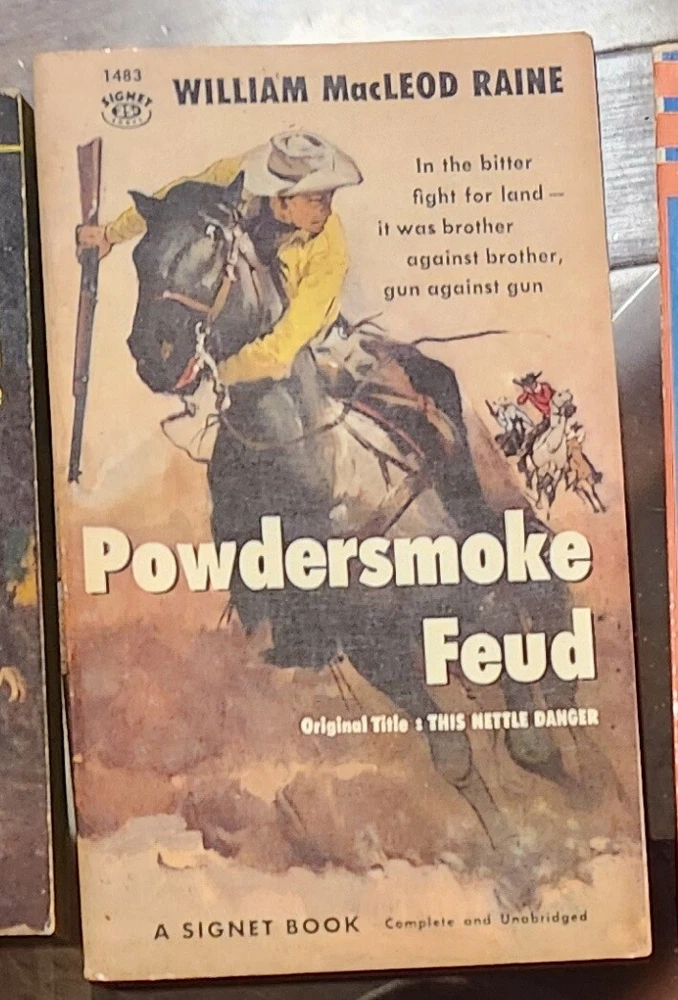 1483
SIGNET
35
WILLIAM MacLEOD RAINE
In the bitter
fight for land —
it was brother
against brother,
gun against gun
Powdersmoke
Feud
Original Title : THIS NETTLE DANGER
A SIGNET BOOK Complete and Unabridged